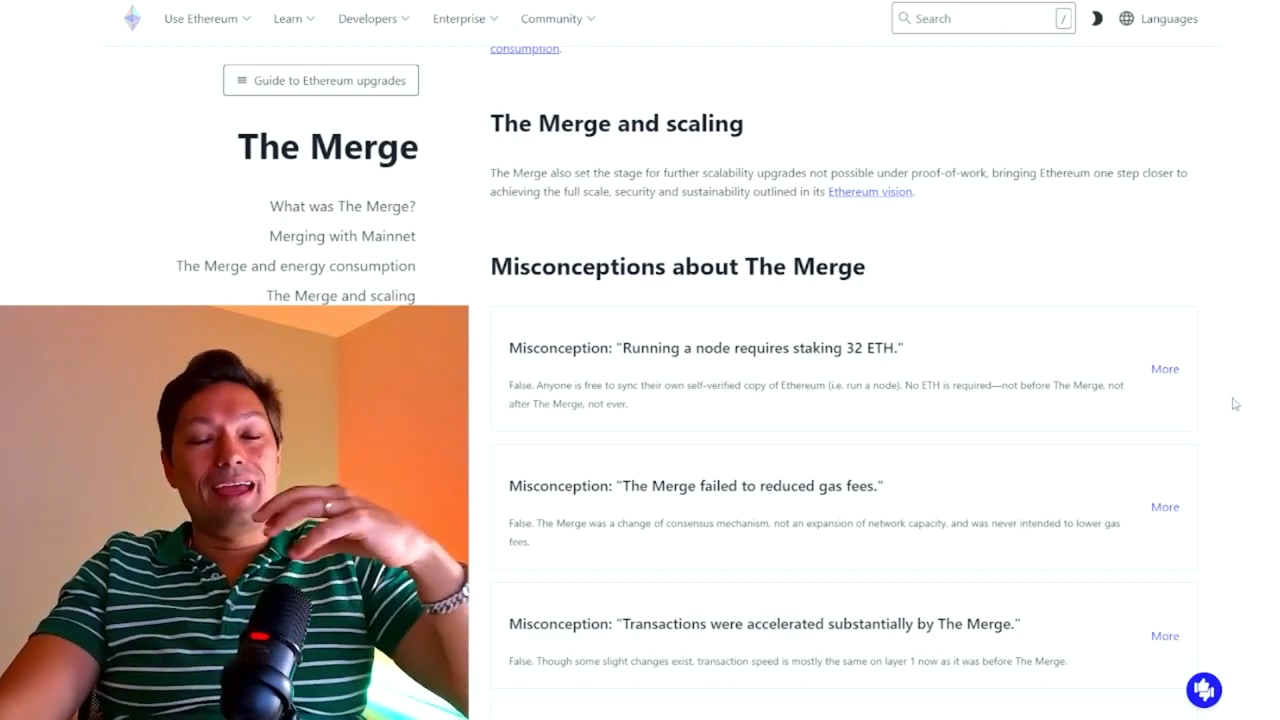 Use Ethereum Learn Developers Enterprise Community Search / Languages
consumption.
Guide to Ethereum upgrades
The Merge
What was The Merge?
Merging with Mainnet
The Merge and energy consumption
The Merge and scaling
The Merge and scaling
The Merge also set the stage for further scalability upgrades not possible under proof-of-work, bringing Ethereum one step closer to
achieving the full scale, security and sustainability outlined in its Ethereum vision.
Misconceptions about The Merge
Misconception: "Running a node requires staking 32 ETH."
False. Anyone is free to sync their own self-verified copy of Ethereum (i.e. run a node). No ETH is required—not before The Merge, not
after The Merge, not ever.
More
Misconception: "The Merge failed to reduced gas fees."
False. The Merge was a change of consensus mechanism, not an expansion of network capacity, and was never intended to lower gas
fees.
More
Misconception: "Transactions were accelerated substantially by The Merge."
False. Though some slight changes exist, transaction speed is mostly the same on layer 1 now as it was before The Merge.
More